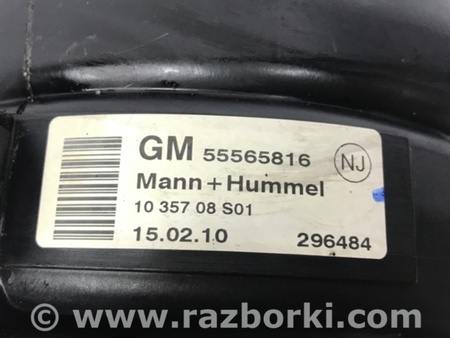 GM 55565816 NJ
Mann+Hummel
10 357 08 S01
15.02.10 296484
© www.razborki.com